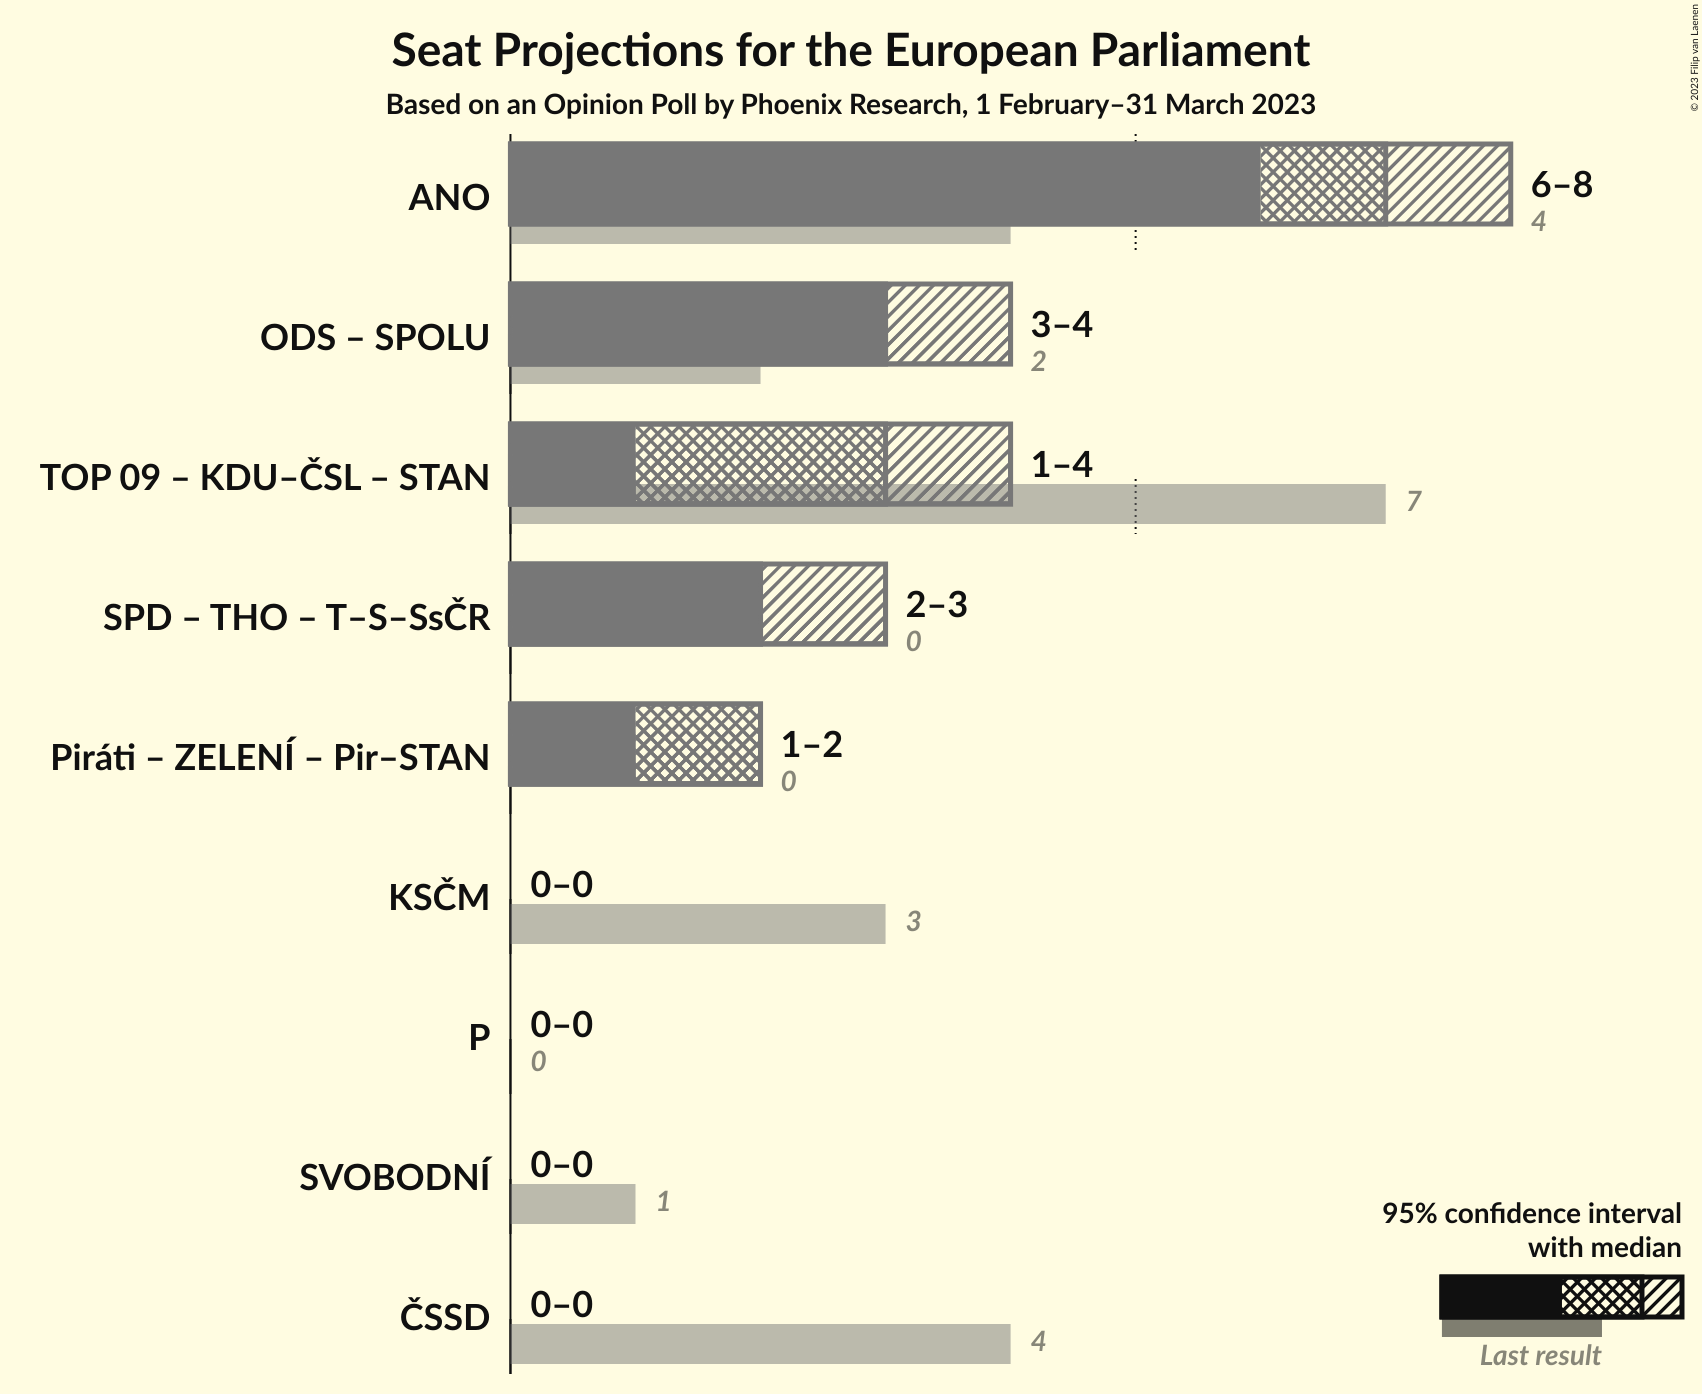 Seat Projections for the European Parliament
Based on an Opinion Poll by Phoenix Research, 1 February–31 March 2023
© 2023 Filip van Laenen
ANO
6–8
4
ODS – SPOLU
3–4
2
TOP 09 – KDU–ČSL – STAN
1–4
7
SPD – THO – T–S–SsČR
2–3
0
Piráti – ZELENÍ – Pir–STAN
1–2
0
KSČM
0–0
3
P
0–0
0
SVOBODNÍ
0–0
1
ČSSD
0–0
4
95% confidence interval
with median
Last result